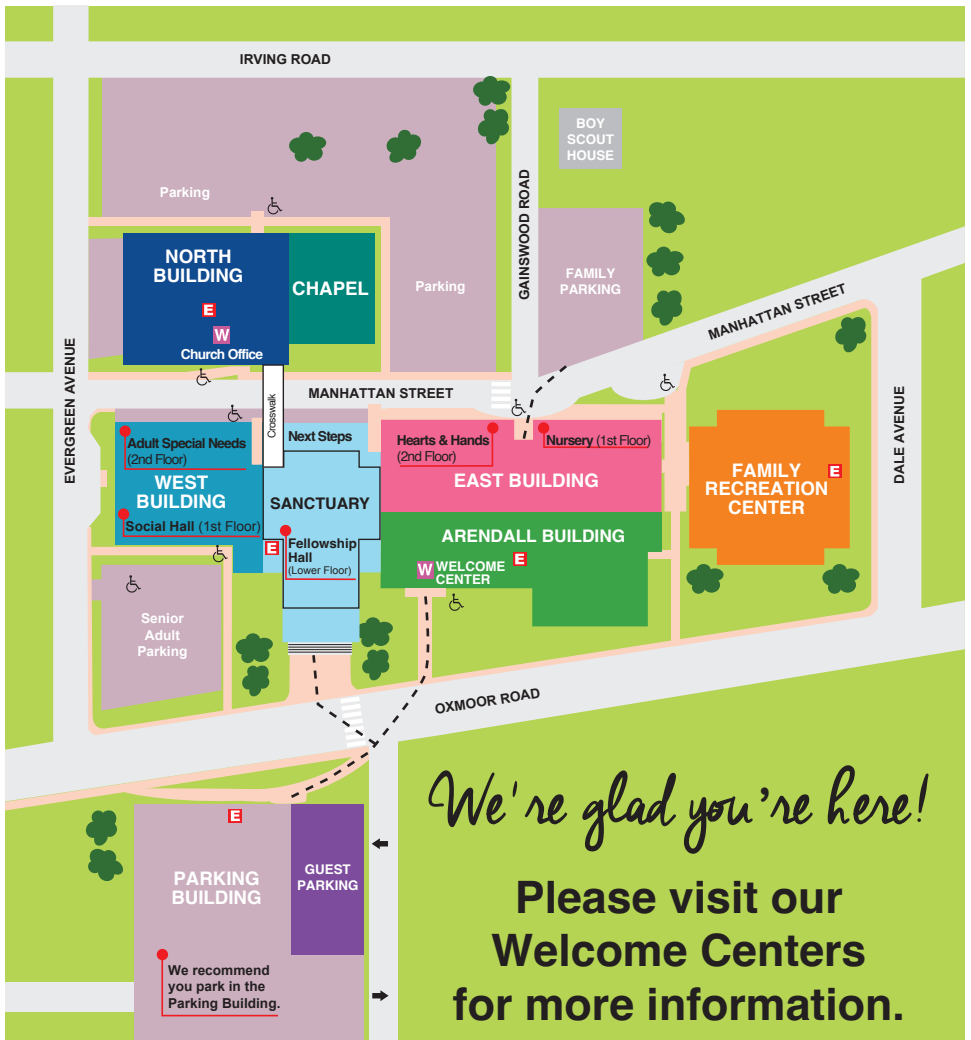 IRVING ROAD
BOY
SCOUT
HOUSE
Parking
GAINSWOOD ROAD
NORTH
BUILDING
CHAPEL
Parking
FAMILY
PARKING
E
W
Church Office
MANHATTAN STREET
EVERGREEN AVENUE
MANHATTAN STREET
Crosswalk
DALE AVENUE
Adult Special Needs
(2nd Floor)
Next Steps
Hearts & Hands
(2nd Floor)
Nursery (1st Floor)
WEST
BUILDING
SANCTUARY
EAST BUILDING
FAMILY
RECREATION
CENTER
E
Social Hall (1st Floor)
E
Fellowship
Hall
(Lower Floor)
ARENDALL BUILDING
W WELCOME
CENTER
E
Senior
Adult
Parking
OXMOOR ROAD
E
PARKING
BUILDING
GUEST
PARKING
We recommend
you park in the
Parking Building.
We're glad you're here!
Please visit our
Welcome Centers
for more information.